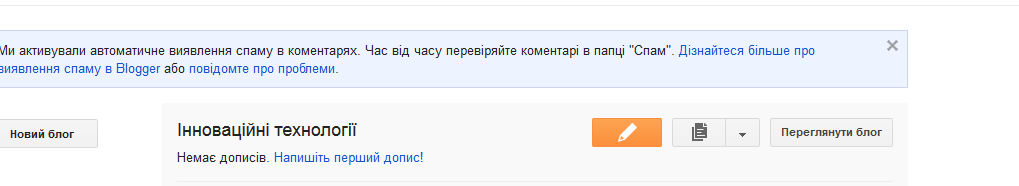 Ми активували автоматичне виявлення спаму в коментарях. Час від часу перевіряйте коментарі в папці "Спам". Дізнайтеся більше про
виявлення спаму в Blogger або повідомте про проблеми.
Новий блог
Інноваційні технології
Переглянути блог
Немає дописів. Напишіть перший допис!